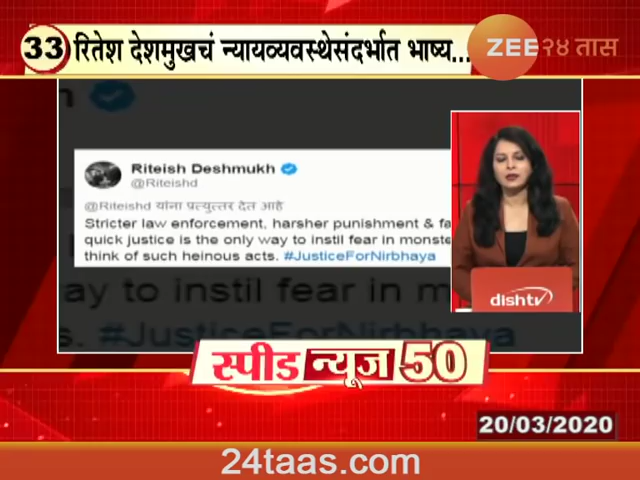 33 रितेश देशमुखचं न्यायव्यवस्थेसंदर्भात भाष्य...
ZEE २४ तास
Riteish Deshmukh
@Riteishd
@Riteishd यांना प्रत्युत्तर देत आहे
Stricter law enforcement, harsher punishment & fa
quick justice is the only way to instil fear in monste
think of such heinous acts. #JusticeForNirbhaya
ay to instil fear in mo
s. #JusticeForNirbhaya
dishtv
स्पीड न्यूज 50
20/03/2020
24taas.com